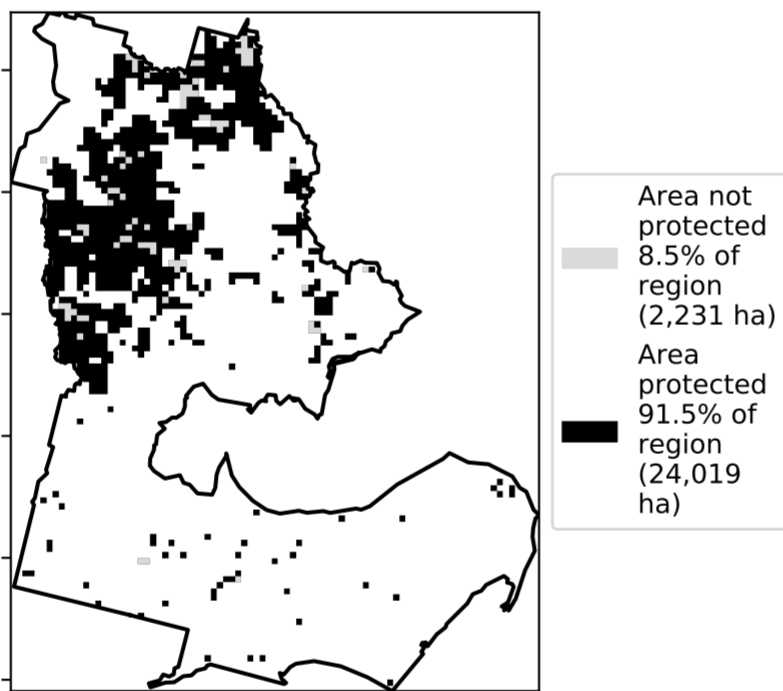 Area not
protected
8.5% of
region
(2,231 ha)
Area
protected
91.5% of
region
(24,019
ha)